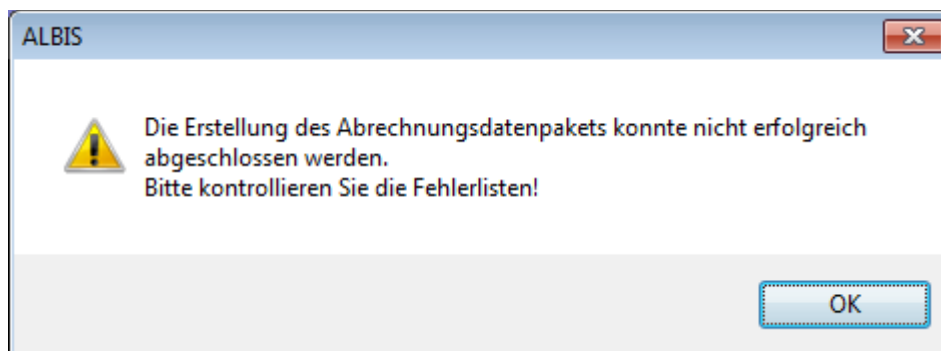 ALBIS
Die Erstellung des Abrechnungsdatenpakets konnte nicht erfolgreich
abgeschlossen werden.
Bitte kontrollieren Sie die Fehlerlisten!
OK